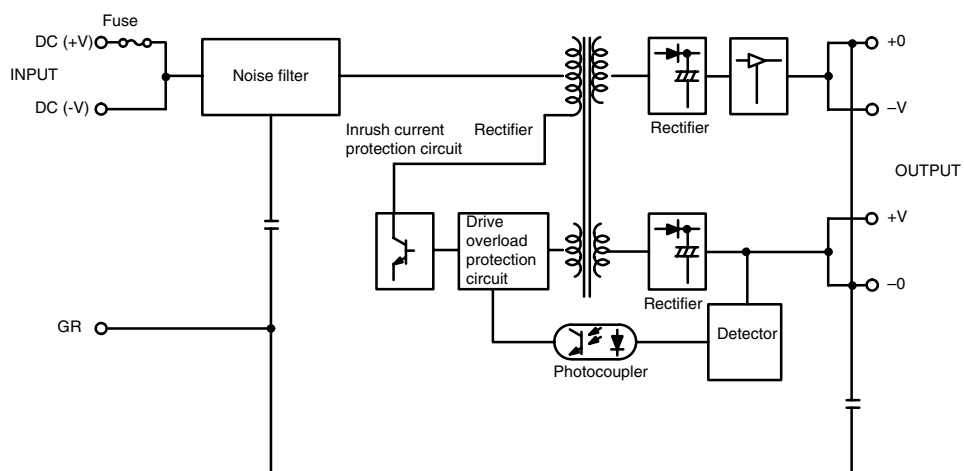 Fuse
DC (+V)
INPUT
DC (-V)
Noise filter
Inrush current
protection circuit
Rectifier
Rectifier
+0
–V
OUTPUT
Drive
overload
protection
circuit
Rectifier
+V
–0
GR
Photocoupler
Detector